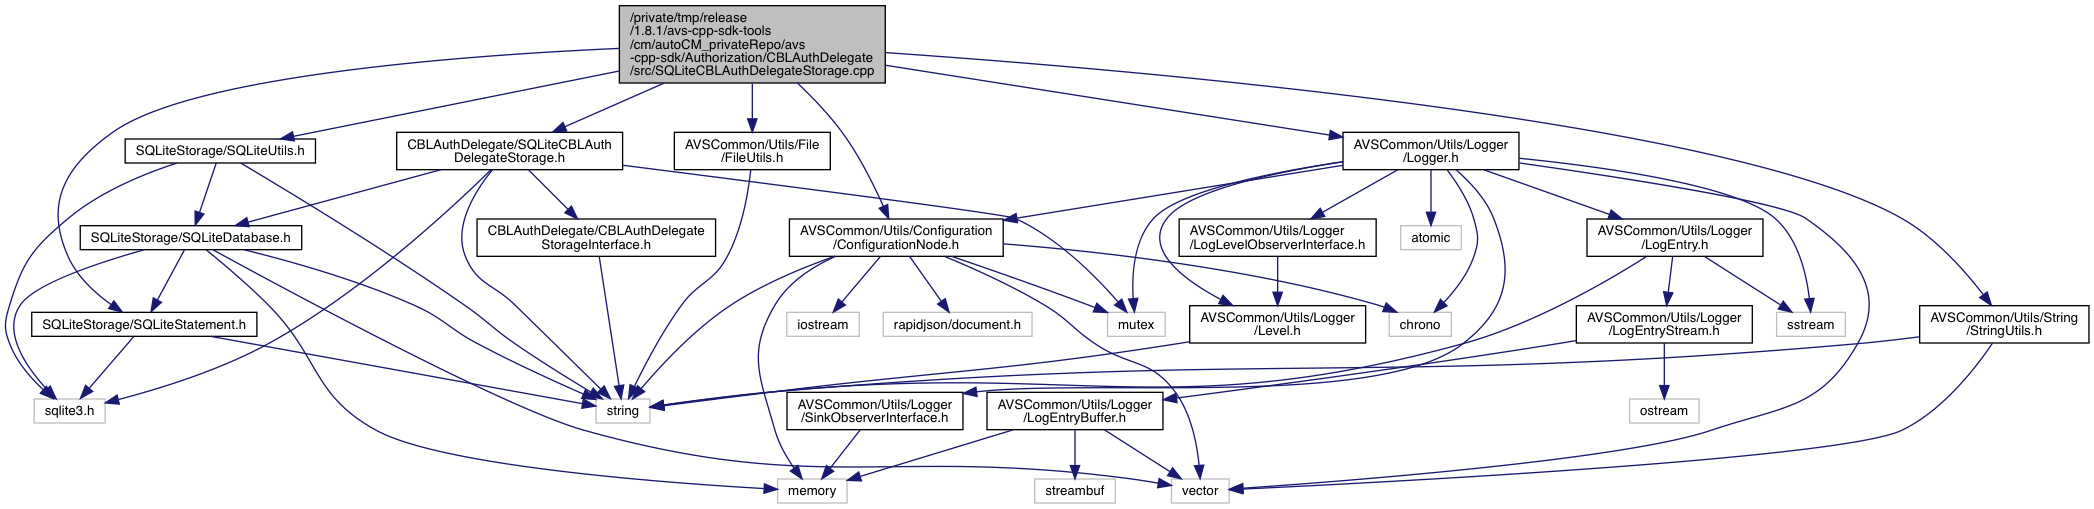 /private/tmp/release
/1.8.1/avs-cpp-sdk-tools
/cm/autoCM_privateRepo/avs
-cpp-sdk/Authorization/CBLAuthDelegate
/src/SQLiteCBLAuthDelegateStorage.cpp
SQLiteStorage/SQLiteUtils.h
CBLAuthDelegate/SQLiteCBLAuth
DelegateStorage.h
AVSCommon/Utils/File
/FileUtils.h
AVSCommon/Utils/Logger
/Logger.h
SQLiteStorage/SQLiteDatabase.h
CBLAuthDelegate/CBLAuthDelegate
StorageInterface.h
AVSCommon/Utils/Configuration
/ConfigurationNode.h
AVSCommon/Utils/Logger
/LogLevelObserverInterface.h
atomic
AVSCommon/Utils/Logger
/LogEntry.h
SQLiteStorage/SQLiteStatement.h
iostream
rapidjson/document.h
mutex
AVSCommon/Utils/Logger
/Level.h
chrono
AVSCommon/Utils/Logger
/LogEntryStream.h
sstream
AVSCommon/Utils/String
/StringUtils.h
sqlite3.h
string
AVSCommon/Utils/Logger
/SinkObserverInterface.h
AVSCommon/Utils/Logger
/LogEntryBuffer.h
ostream
memory
streambuf
vector